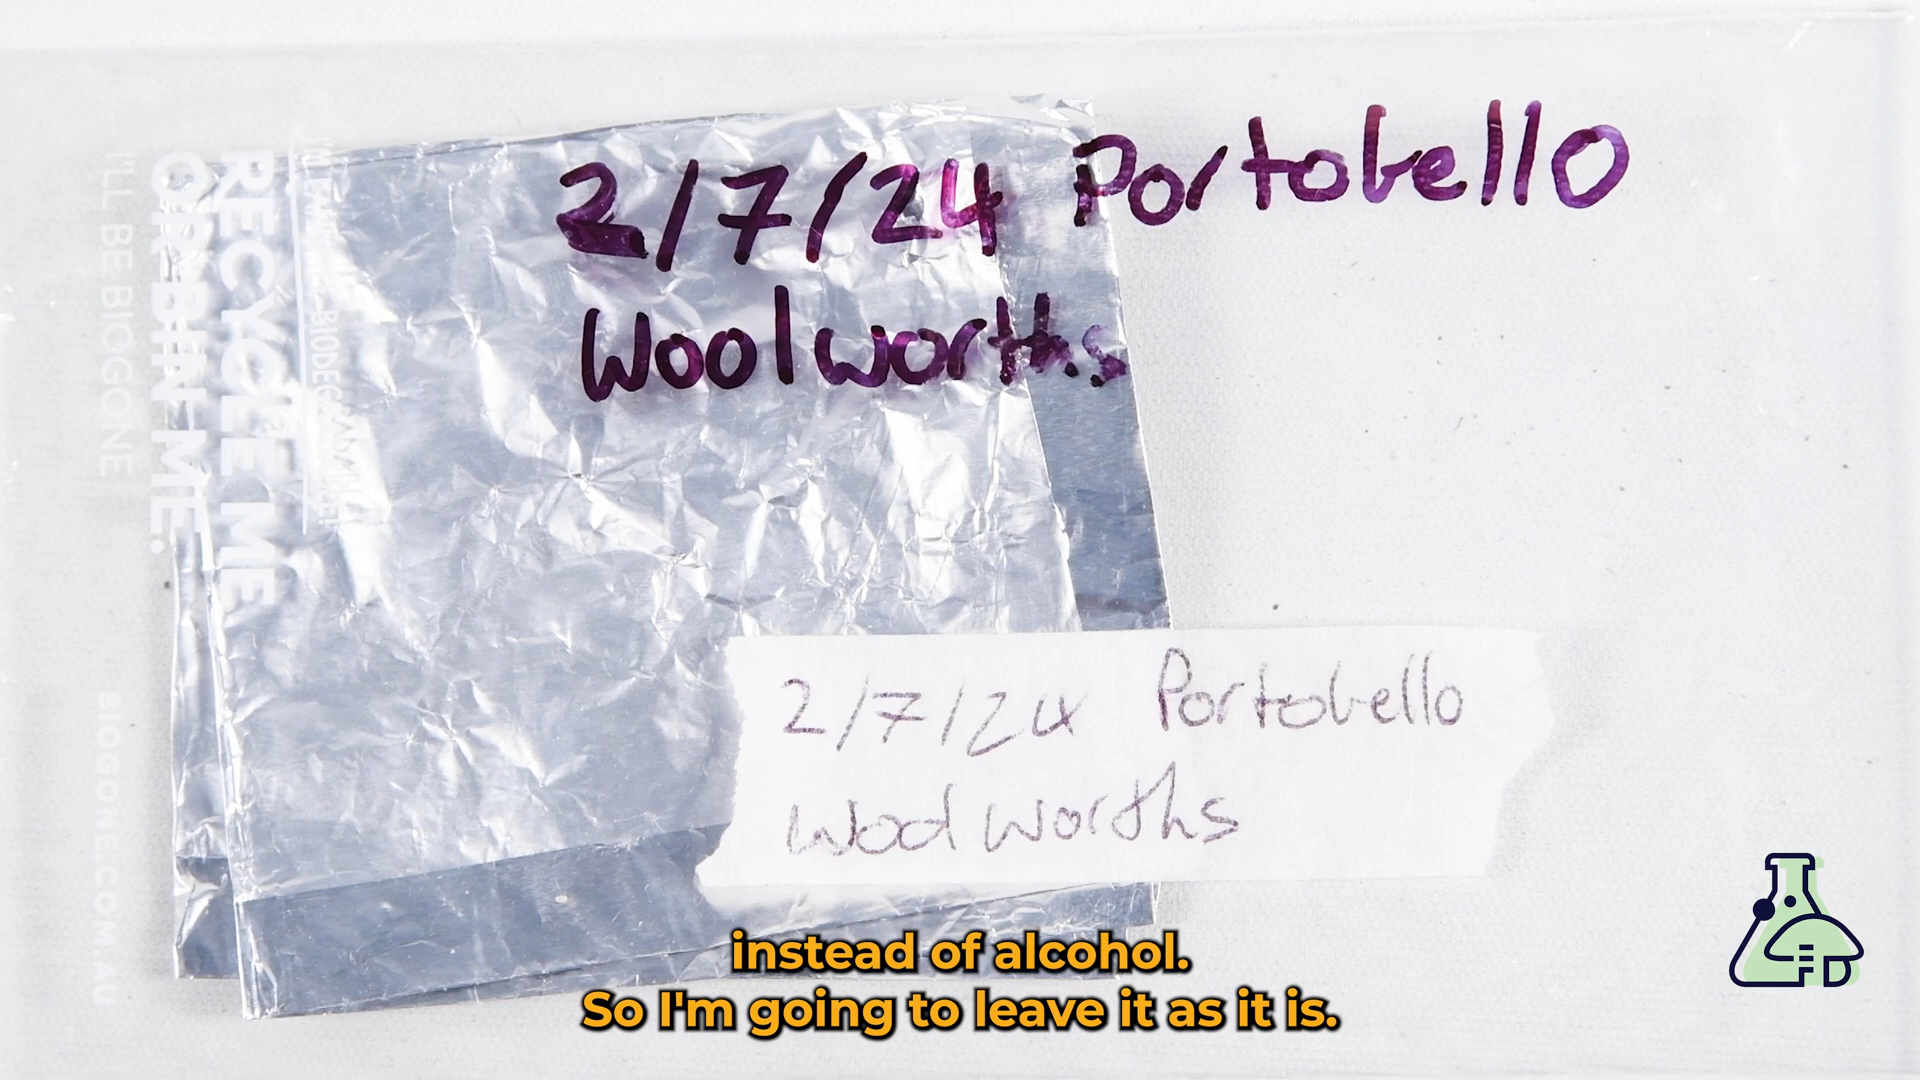 2/7/24 Portobello
Woolworths
2/7/24 Portobello
Woolworths
RECYCLE ME
OR BIN ME.
I'LL BE BIOGONE
BIOGONE.COM.AU
instead of alcohol.
So I'm going to leave it as it is.
FD